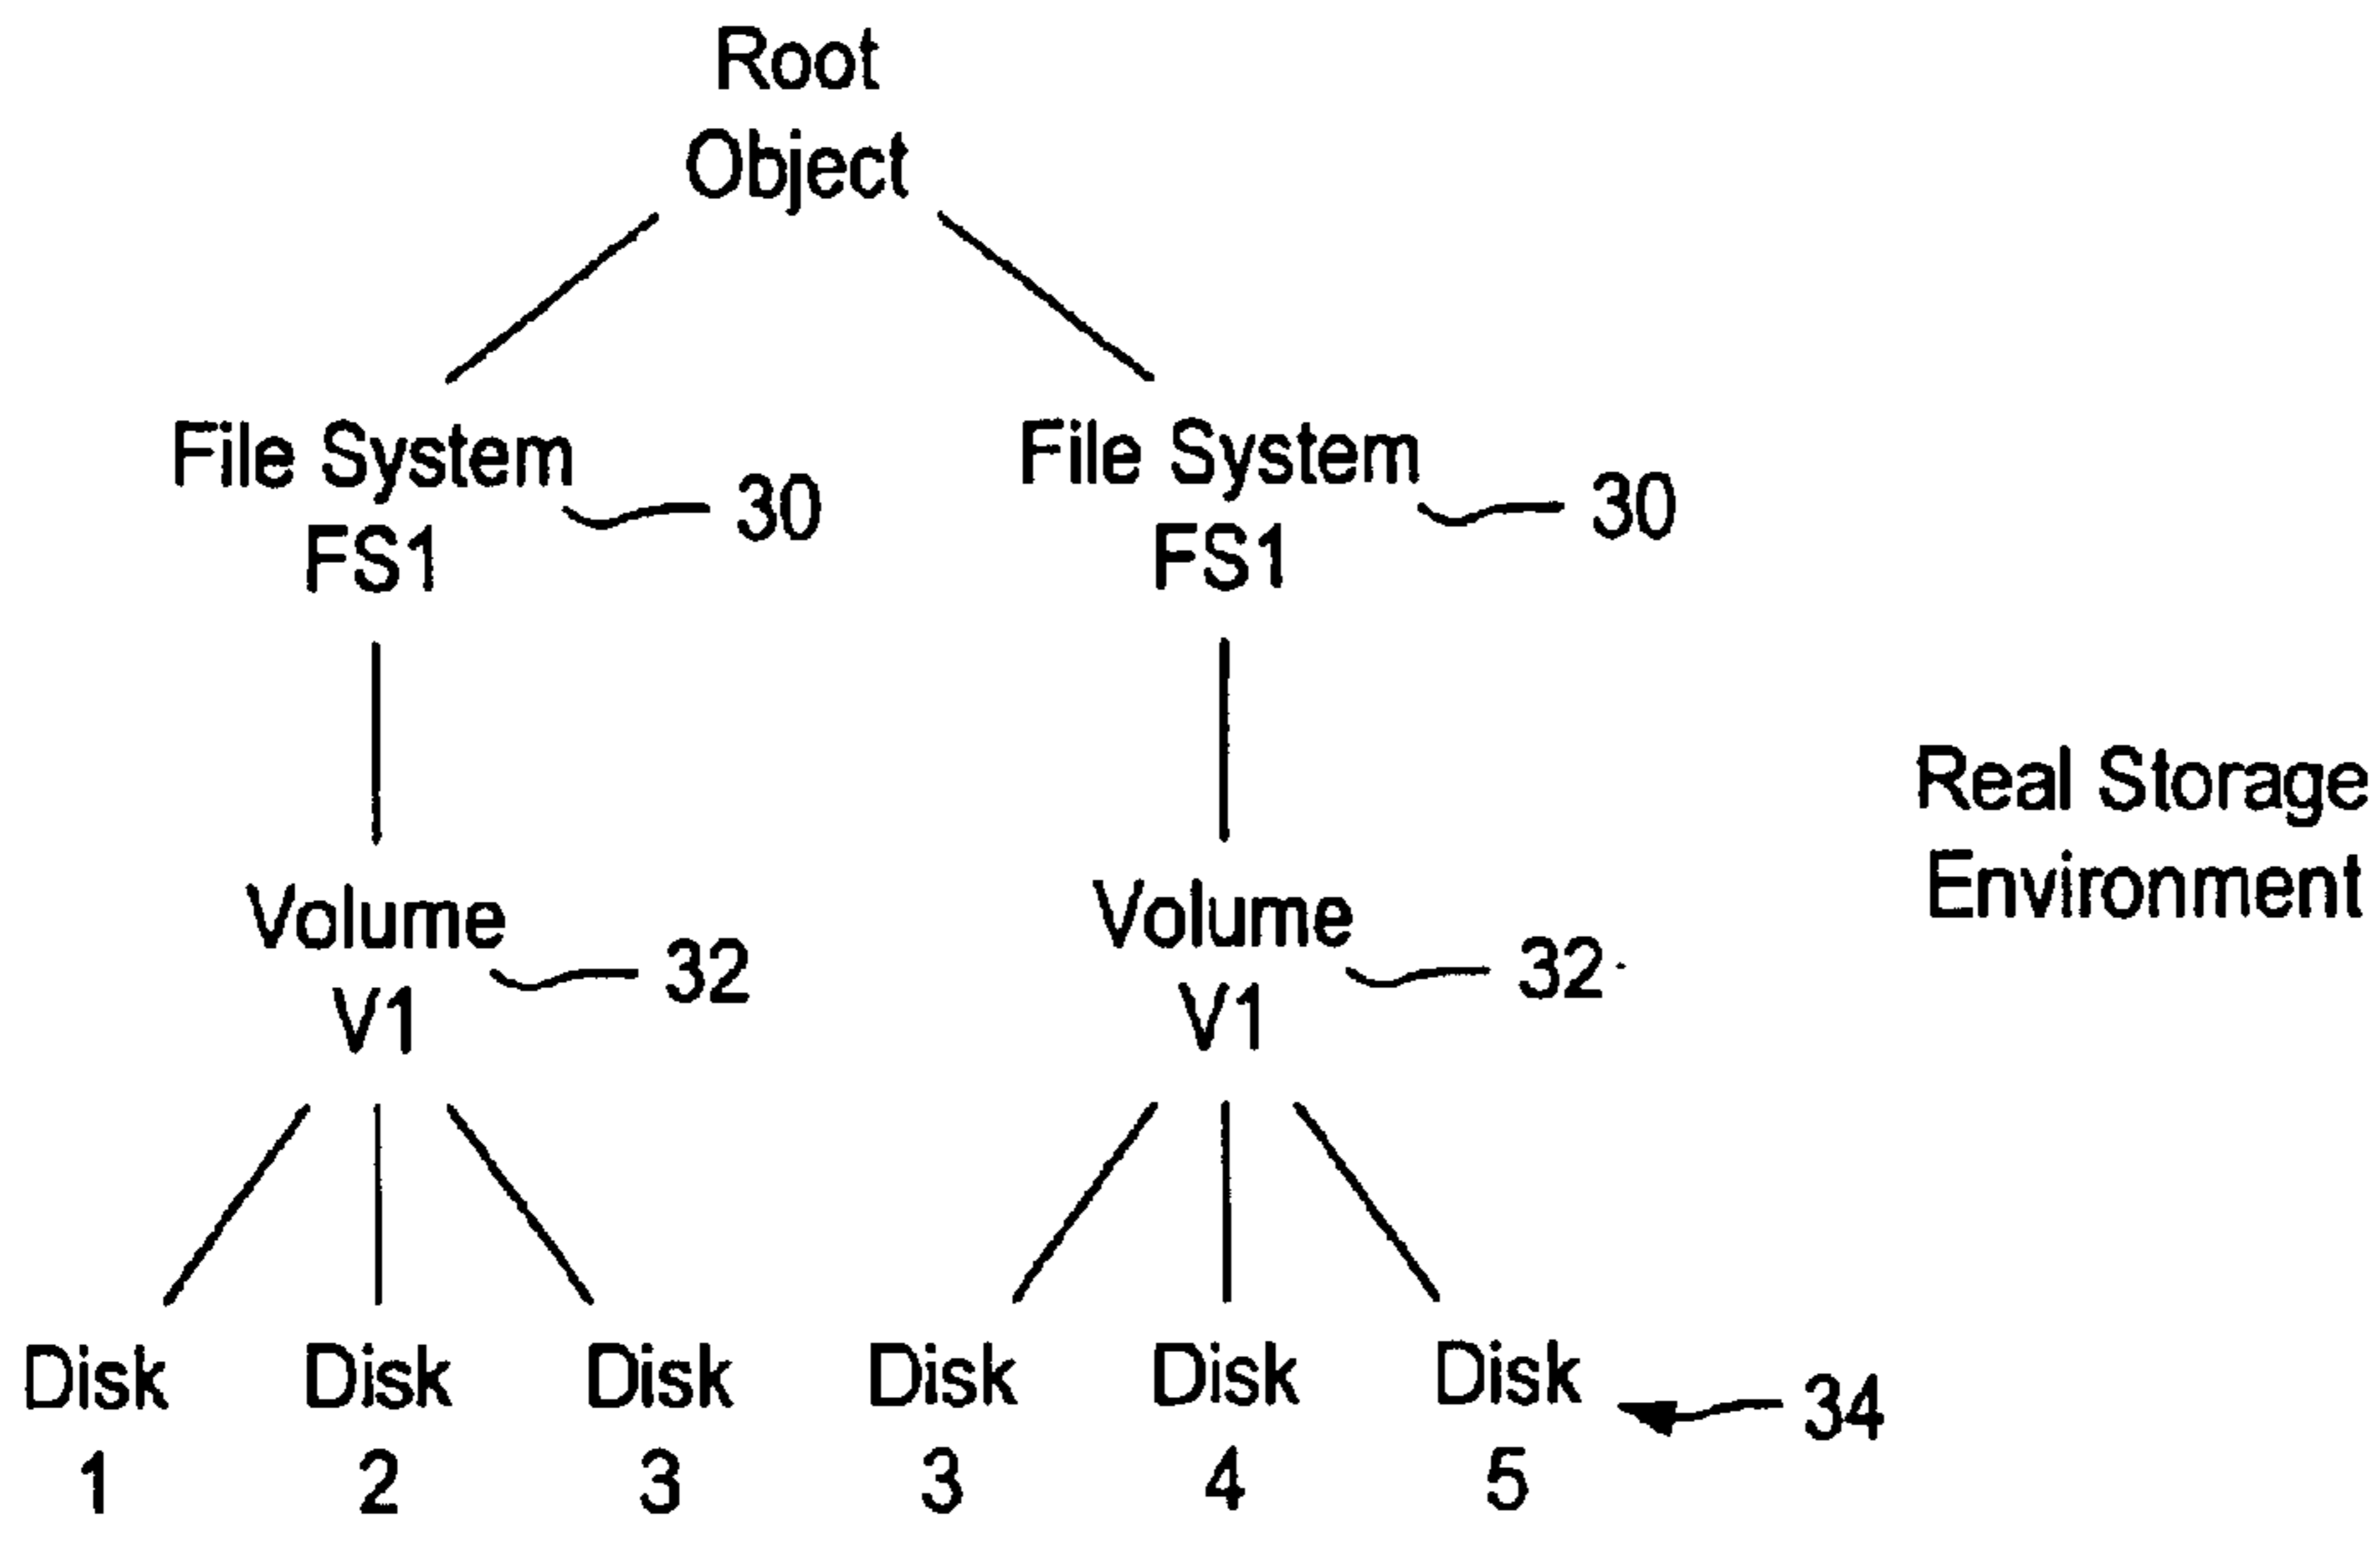 Root
Object
File System
FS1
30
File System
FS1
30
Real Storage
Environment
Volume
V1
32
Volume
V1
32
Disk
1
Disk
2
Disk
3
Disk
3
Disk
4
Disk
5
34